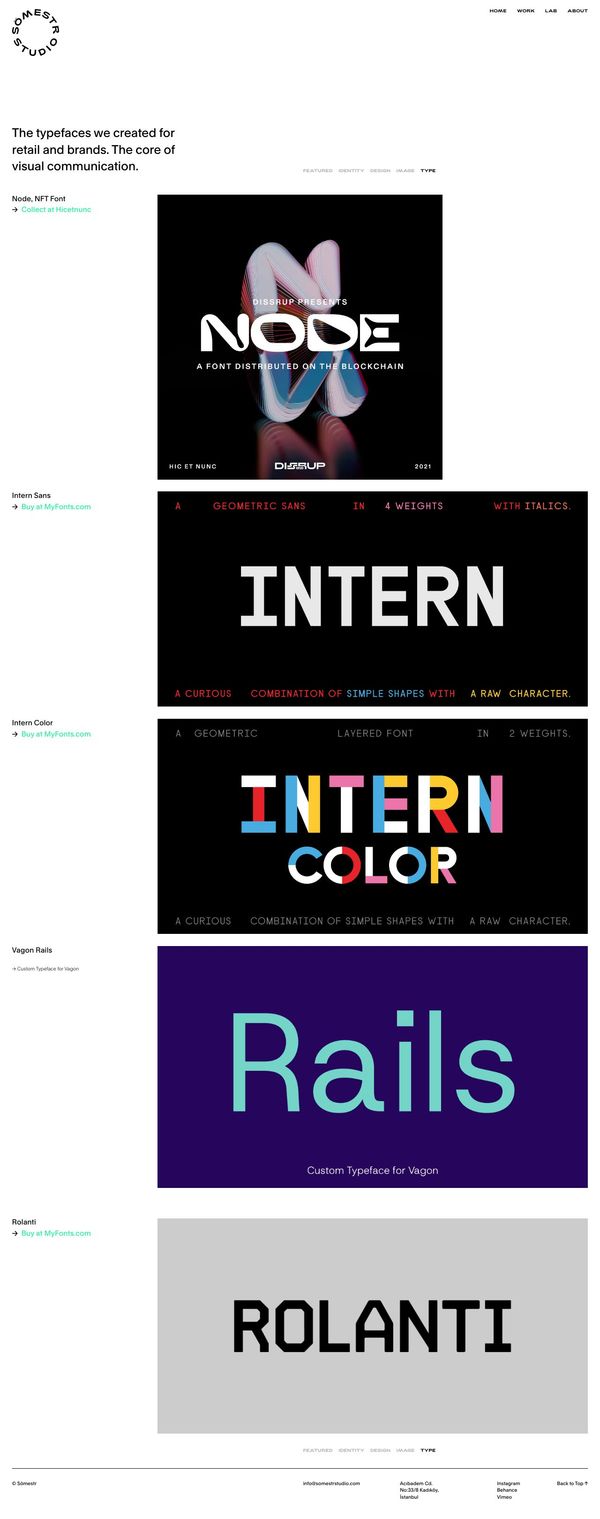 SOMESTR STUDIO
HOME WORK LAB ABOUT
The typefaces we created for
retail and brands. The core of
visual communication.
FEATURED IDENTITY DESIGN IMAGE TYPE
Node, NFT Font
→ Collect at Hicetnunc
DISSRUP PRESENTS
NODE
A FONT DISTRIBUTED ON THE BLOCKCHAIN
HIC ET NUNC DISSRUP 2021
Intern Sans
→ Buy at MyFonts.com
A GEOMETRIC SANS IN 4 WEIGHTS WITH ITALICS.
INTERN
A CURIOUS COMBINATION OF SIMPLE SHAPES WITH A RAW CHARACTER.
Intern Color
→ Buy at MyFonts.com
A GEOMETRIC LAYERED FONT IN 2 WEIGHTS.
INTERN
COLOR
A CURIOUS COMBINATION OF SIMPLE SHAPES WITH A RAW CHARACTER.
Vagon Rails
→ Custom Typeface for Vagon
Rails
Custom Typeface for Vagon
Rolanti
→ Buy at MyFonts.com
ROLANTI
FEATURED IDENTITY DESIGN IMAGE TYPE
© Sömestr
info@somestrstudio.com
Acıbadem Cd.
No:33/8 Kadıköy,
İstanbul
Instagram
Behance
Vimeo
Back to Top ↑